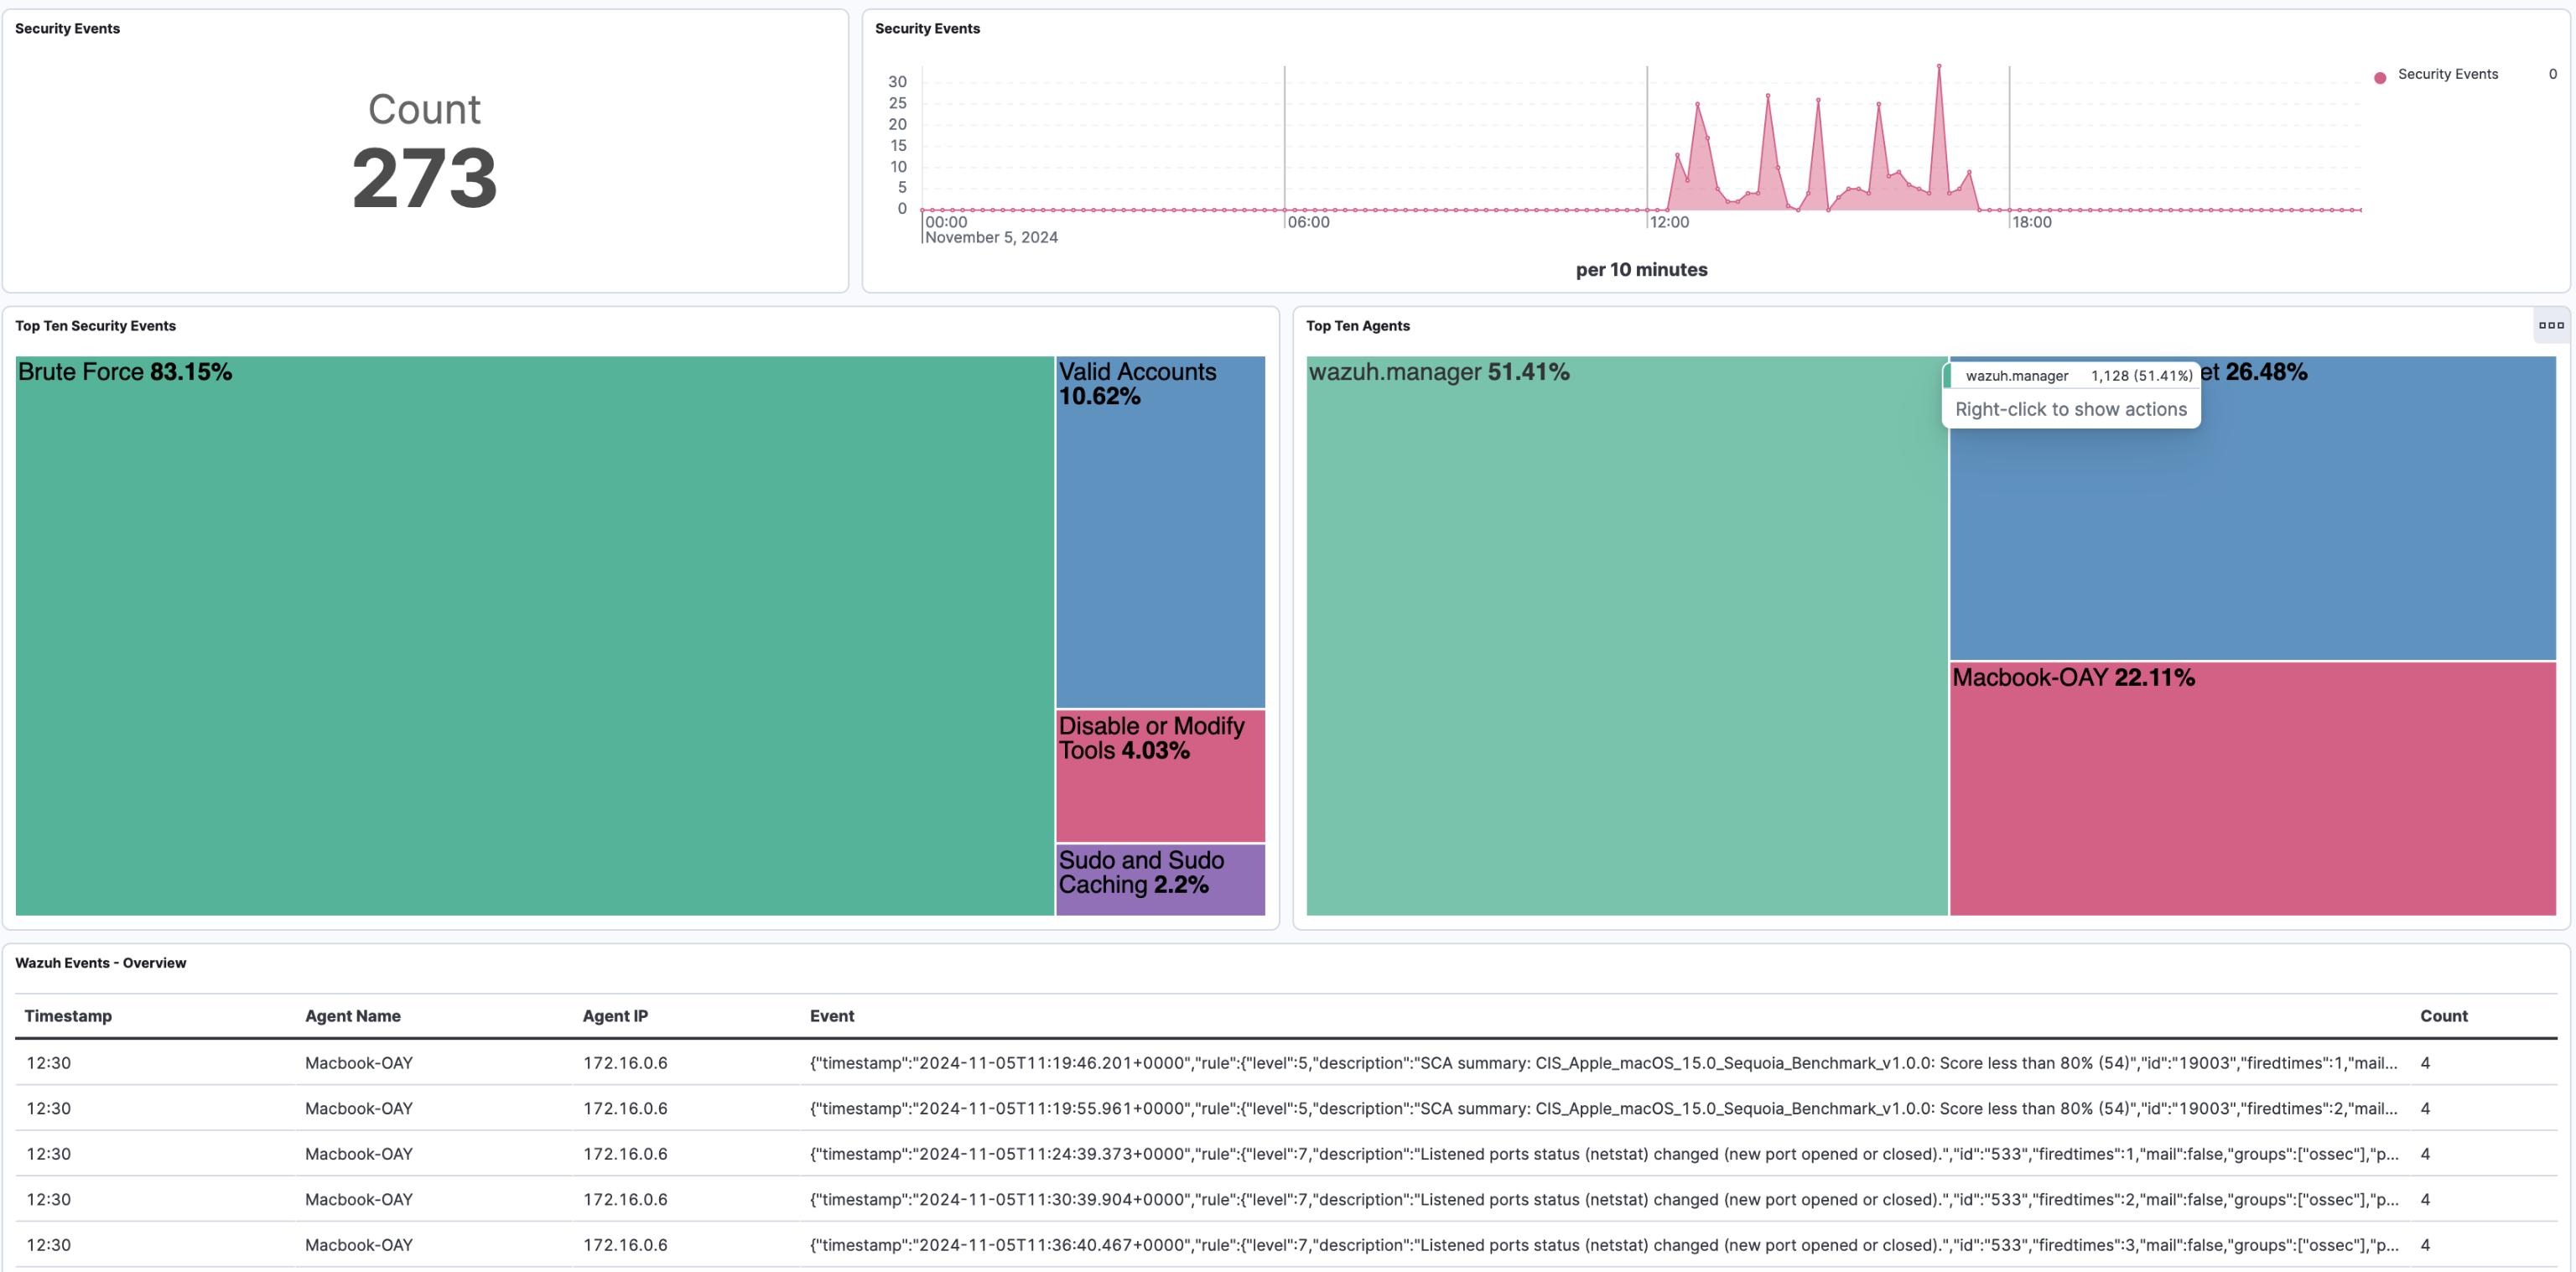 Security Events
Count
273
Security Events
30
25
20
15
10
5
0
00:00
November 5, 2024
06:00
12:00
18:00
per 10 minutes
Security Events 0
Top Ten Security Events
Brute Force 83.15%
Valid Accounts
10.62%
Disable or Modify
Tools 4.03%
Sudo and Sudo
Caching 2.2%
Top Ten Agents
wazuh.manager 51.41%
et 26.48%
wazuh.manager 1,128 (51.41%)
Right-click to show actions
Macbook-OAY 22.11%
Wazuh Events - Overview
Timestamp Agent Name Agent IP Event Count
12:30 Macbook-OAY 172.16.0.6 {"timestamp":"2024-11-05T11:19:46.201+0000","rule":{"level":5,"description":"SCA summary: CIS_Apple_macOS_15.0_Sequoia_Benchmark_v1.0.0: Score less than 80% (54)","id":"19003","firedtimes":1,"mail... 4
12:30 Macbook-OAY 172.16.0.6 {"timestamp":"2024-11-05T11:19:55.961+0000","rule":{"level":5,"description":"SCA summary: CIS_Apple_macOS_15.0_Sequoia_Benchmark_v1.0.0: Score less than 80% (54)","id":"19003","firedtimes":2,"mail... 4
12:30 Macbook-OAY 172.16.0.6 {"timestamp":"2024-11-05T11:24:39.373+0000","rule":{"level":7,"description":"Listened ports status (netstat) changed (new port opened or closed).","id":"533","firedtimes":1,"mail":false,"groups":["ossec"],"p... 4
12:30 Macbook-OAY 172.16.0.6 {"timestamp":"2024-11-05T11:30:39.904+0000","rule":{"level":7,"description":"Listened ports status (netstat) changed (new port opened or closed).","id":"533","firedtimes":2,"mail":false,"groups":["ossec"],"p... 4
12:30 Macbook-OAY 172.16.0.6 {"timestamp":"2024-11-05T11:36:40.467+0000","rule":{"level":7,"description":"Listened ports status (netstat) changed (new port opened or closed).","id":"533","firedtimes":3,"mail":false,"groups":["ossec"],"p... 4